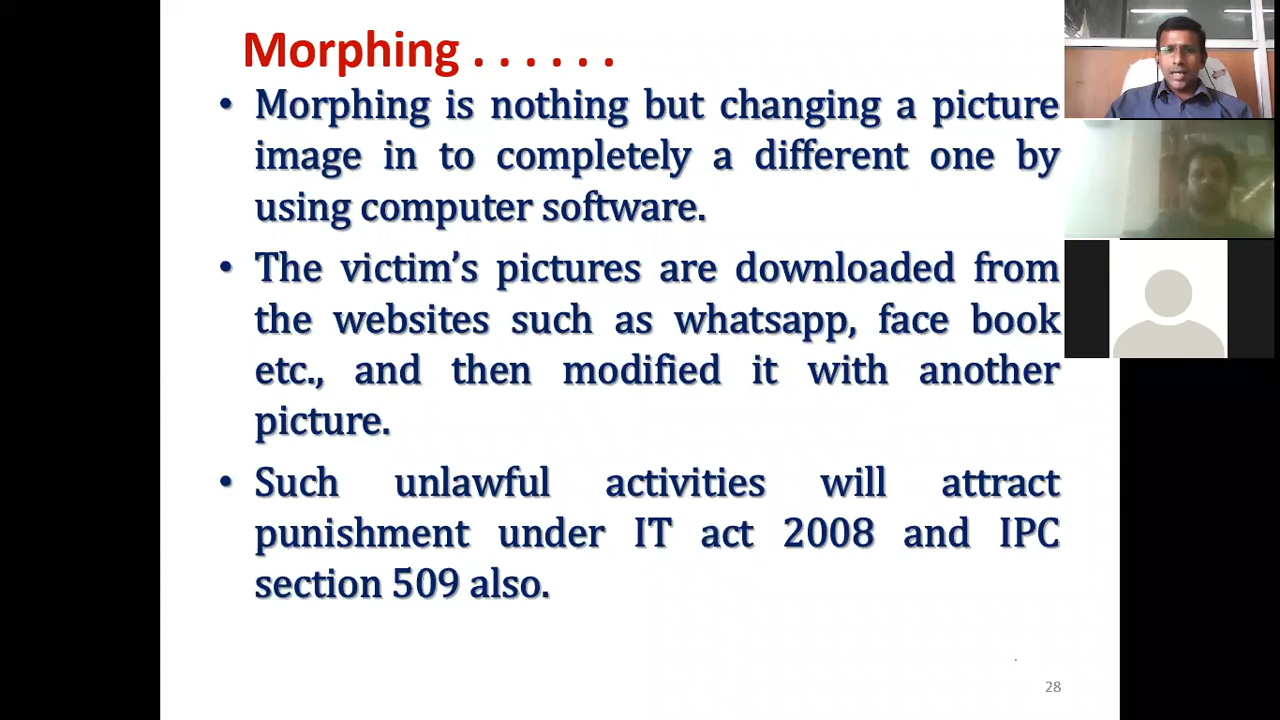 Morphing . . . . . .
• Morphing is nothing but changing a picture
image in to completely a different one by
using computer software.
• The victim’s pictures are downloaded from
the websites such as whatsapp, face book
etc., and then modified it with another
picture.
• Such unlawful activities will attract
punishment under IT act 2008 and IPC
section 509 also.
28